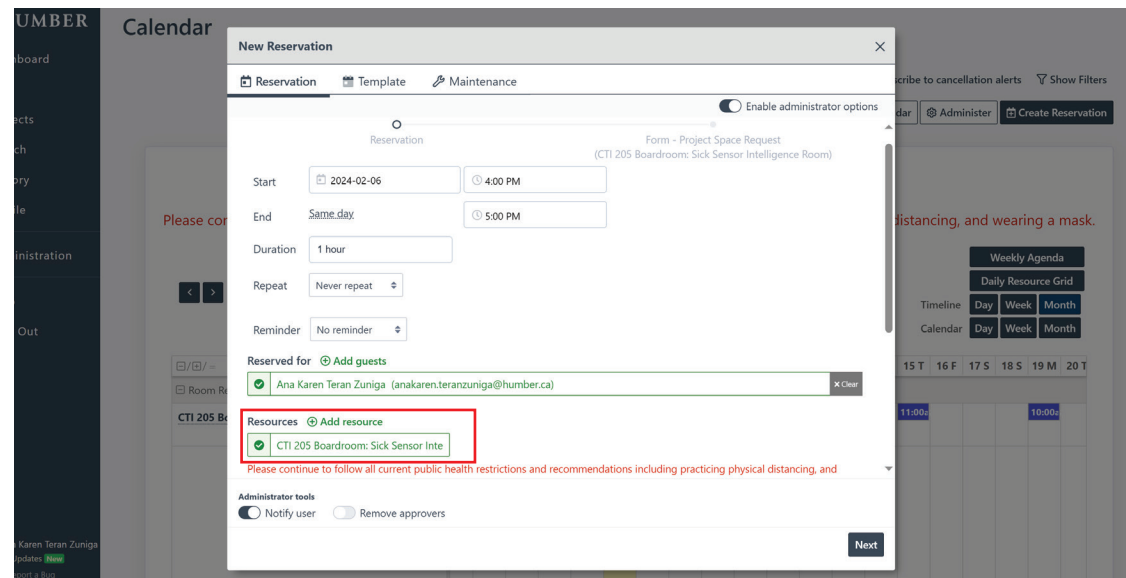 UMBER
Calendar
board
New Reservation
Reservation Template Maintenance
scribe to cancellation alerts Show Filters
Enable administrator options
dar Administer Create Reservation
ects
Reservation
Form - Project Space Request
(CTI 205 Boardroom: Sick Sensor Intelligence Room)
ch
ory
Start 2024-02-06 4:00 PM
file
End Same day 5:00 PM
Please con
distancing, and wearing a mask.
Duration 1 hour
inistration
Weekly Agenda
Daily Resource Grid
Repeat Never repeat
Timeline Day Week Month
Out
Reminder No reminder
Calendar Day Week Month
Reserved for Add guests
15 T 16 F 17 S 18 S 19 M 20 T
Ana Karen Teran Zuniga (anakaren.teranzuniga@humber.ca) x Clear
Room Re
CTI 205 Bo
11:00a 10:00a
Resources Add resource
CTI 205 Boardroom: Sick Sensor Inte
Please continue to follow all current public health restrictions and recommendations including practicing physical distancing, and
Administrator tools
Notify user Remove approvers
Next
Karen Teran Zuniga
Updates New
eport a Bug